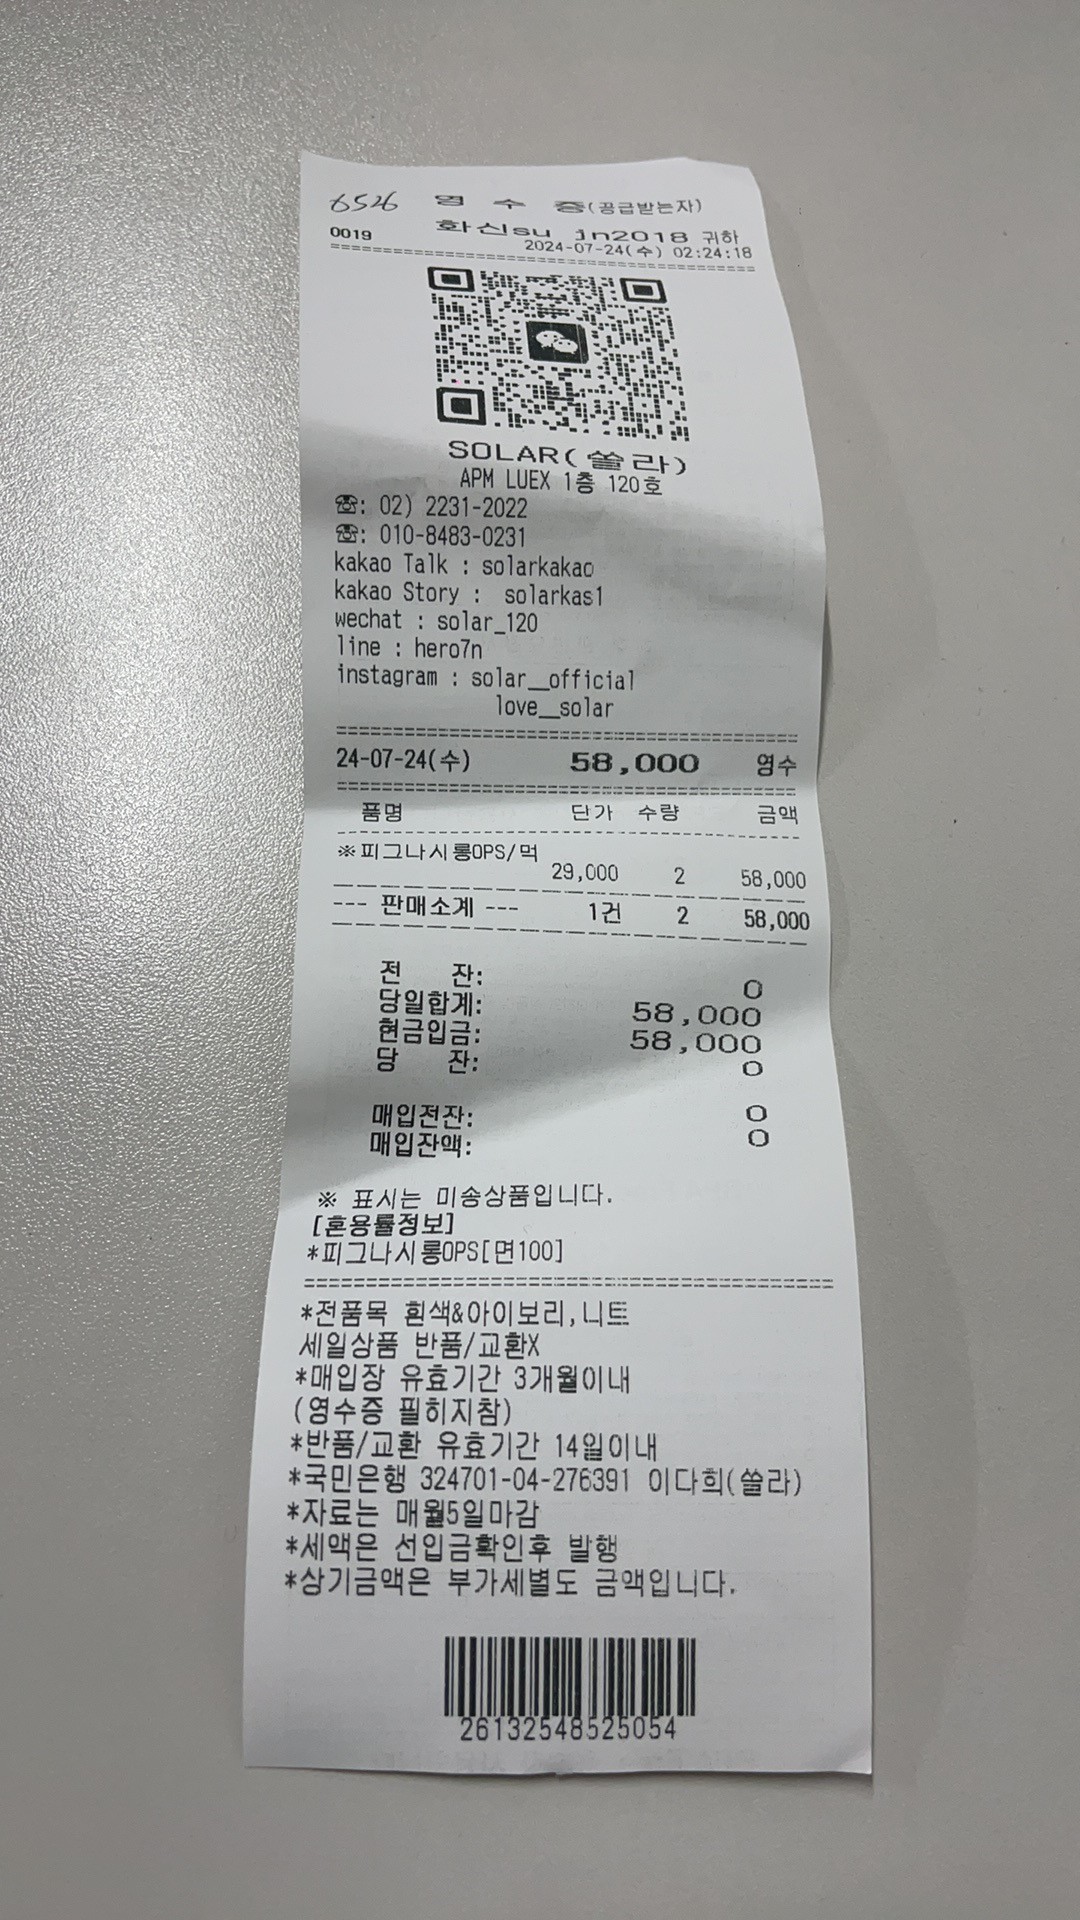 6526 영 수 증(공급받는자)
0019 화신su jn2018 귀하
2024-07-24(수) 02:24:18
SOLAR(쏠라)
APM LUEX 1층 120호
☎: 02) 2231-2022
☎: 010-8483-0231
kakao Talk : solarkakao
kakao Story : solarkas1
wechat : solar_120
line : hero7n
instagram : solar__official
love__solar
24-07-24(수) 58,000 영수
품명 단가 수량 금액
※피그나시롱OPS/먹
29,000 2 58,000
--- 판매소계 --- 1건 2 58,000
전 잔: 0
당일합계: 58,000
현금입금: 58,000
당 잔: 0
매입전잔: 0
매입잔액: 0
※ 표시는 미송상품입니다.
[혼용률정보]
*피그나시롱OPS[면100]
*전품목 흰색&아이보리,니트
세일상품 반품/교환X
*매입장 유효기간 3개월이내
(영수증 필히지참)
*반품/교환 유효기간 14일이내
*국민은행 324701-04-276391 이다희(쏠라)
*자료는 매월5일마감
*세액은 선입금확인후 발행
*상기금액은 부가세별도 금액입니다.
26132548525054